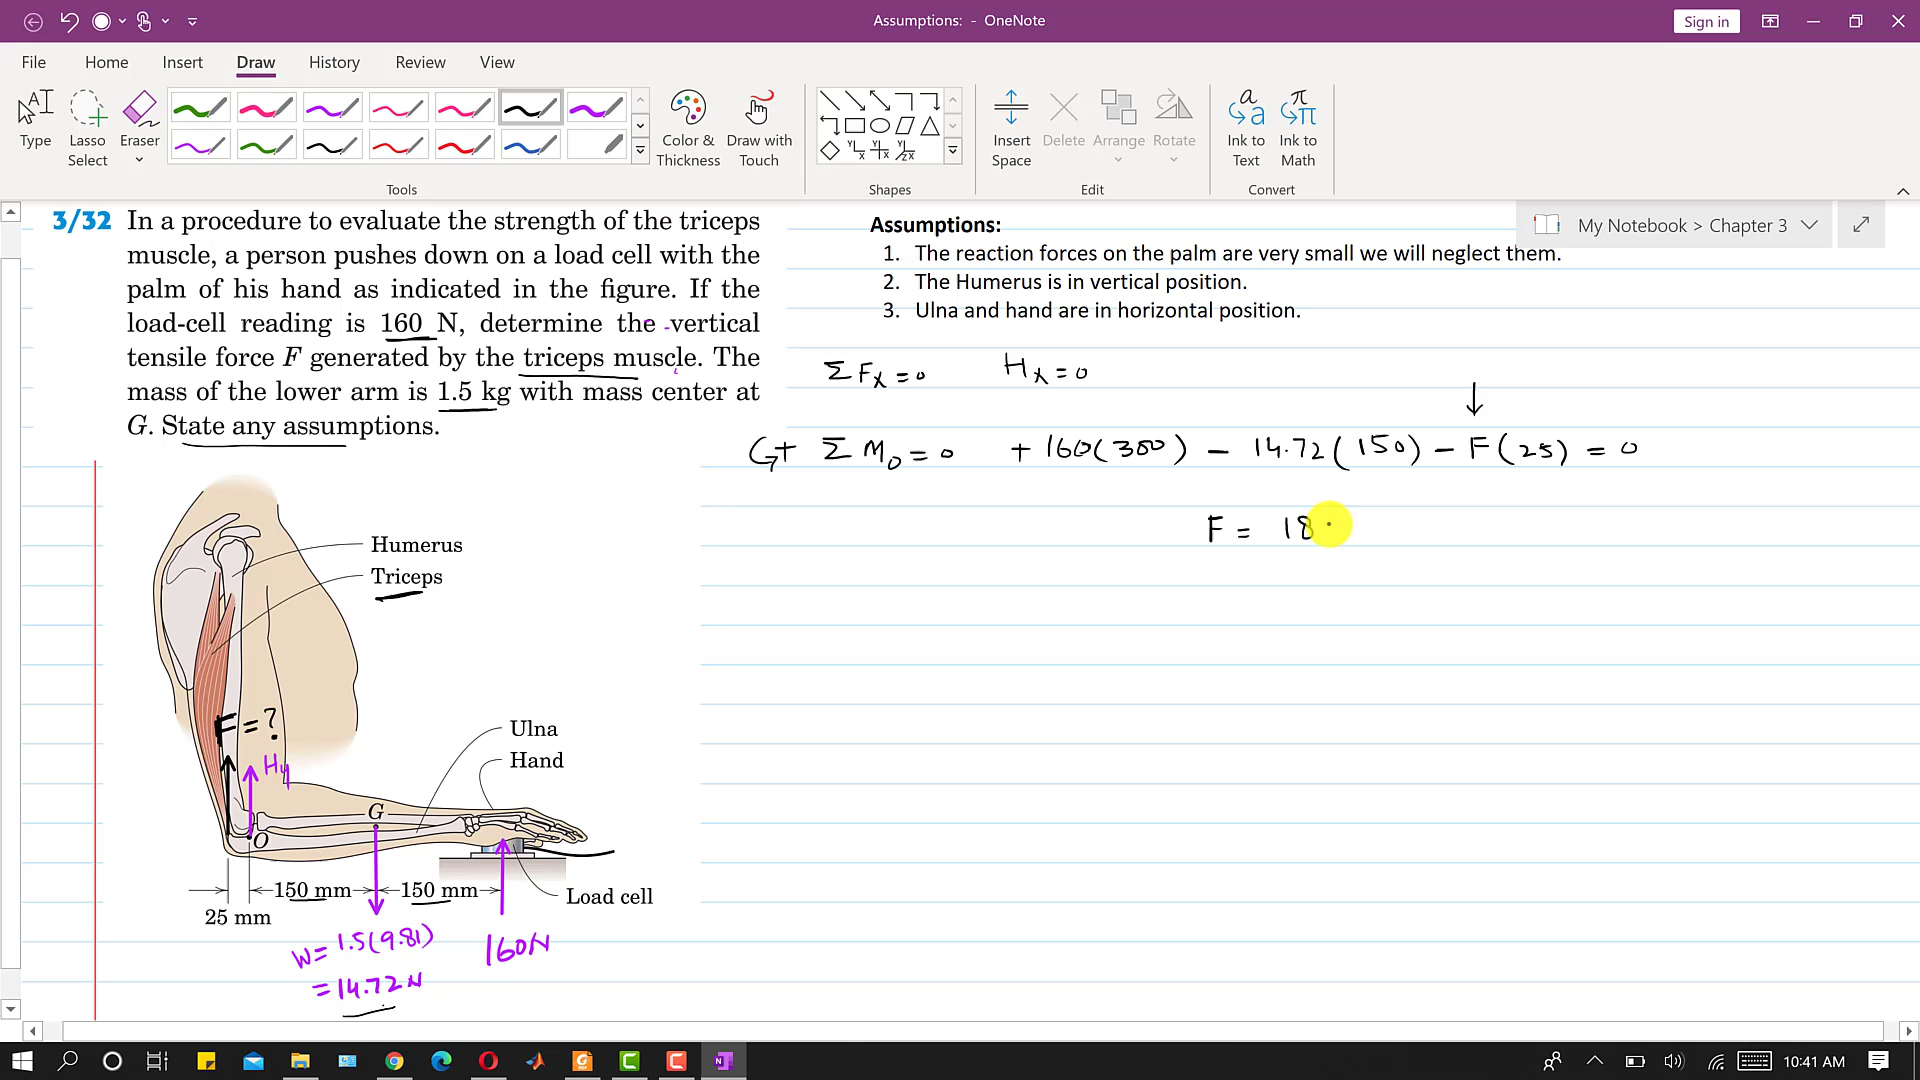 Assumptions: - OneNote
Sign in
File Home Insert Draw History Review View
Type
Lasso Select
Eraser
Color & Thickness
Draw with Touch
Insert Space
Delete
Arrange
Rotate
Ink to Text
Ink to Math
Tools
Shapes
Edit
Convert
My Notebook > Chapter 3
3/32 In a procedure to evaluate the strength of the triceps
muscle, a person pushes down on a load cell with the
palm of his hand as indicated in the figure. If the
load-cell reading is 160 N, determine the vertical
tensile force F generated by the triceps muscle. The
mass of the lower arm is 1.5 kg with mass center at
G. State any assumptions.
Assumptions:
1. The reaction forces on the palm are very small we will neglect them.
2. The Humerus is in vertical position.
3. Ulna and hand are in horizontal position.
ΣFx = 0 Hx = 0
+ ΣMo = 0 + 160(300) - 14.72(150) - F(25) = 0
F = 18
Humerus
Triceps
F = ?
Hy
Ulna
Hand
G
O
150 mm 150 mm
Load cell
25 mm
W = 1.5(9.81)
= 14.72 N
160N
10:41 AM